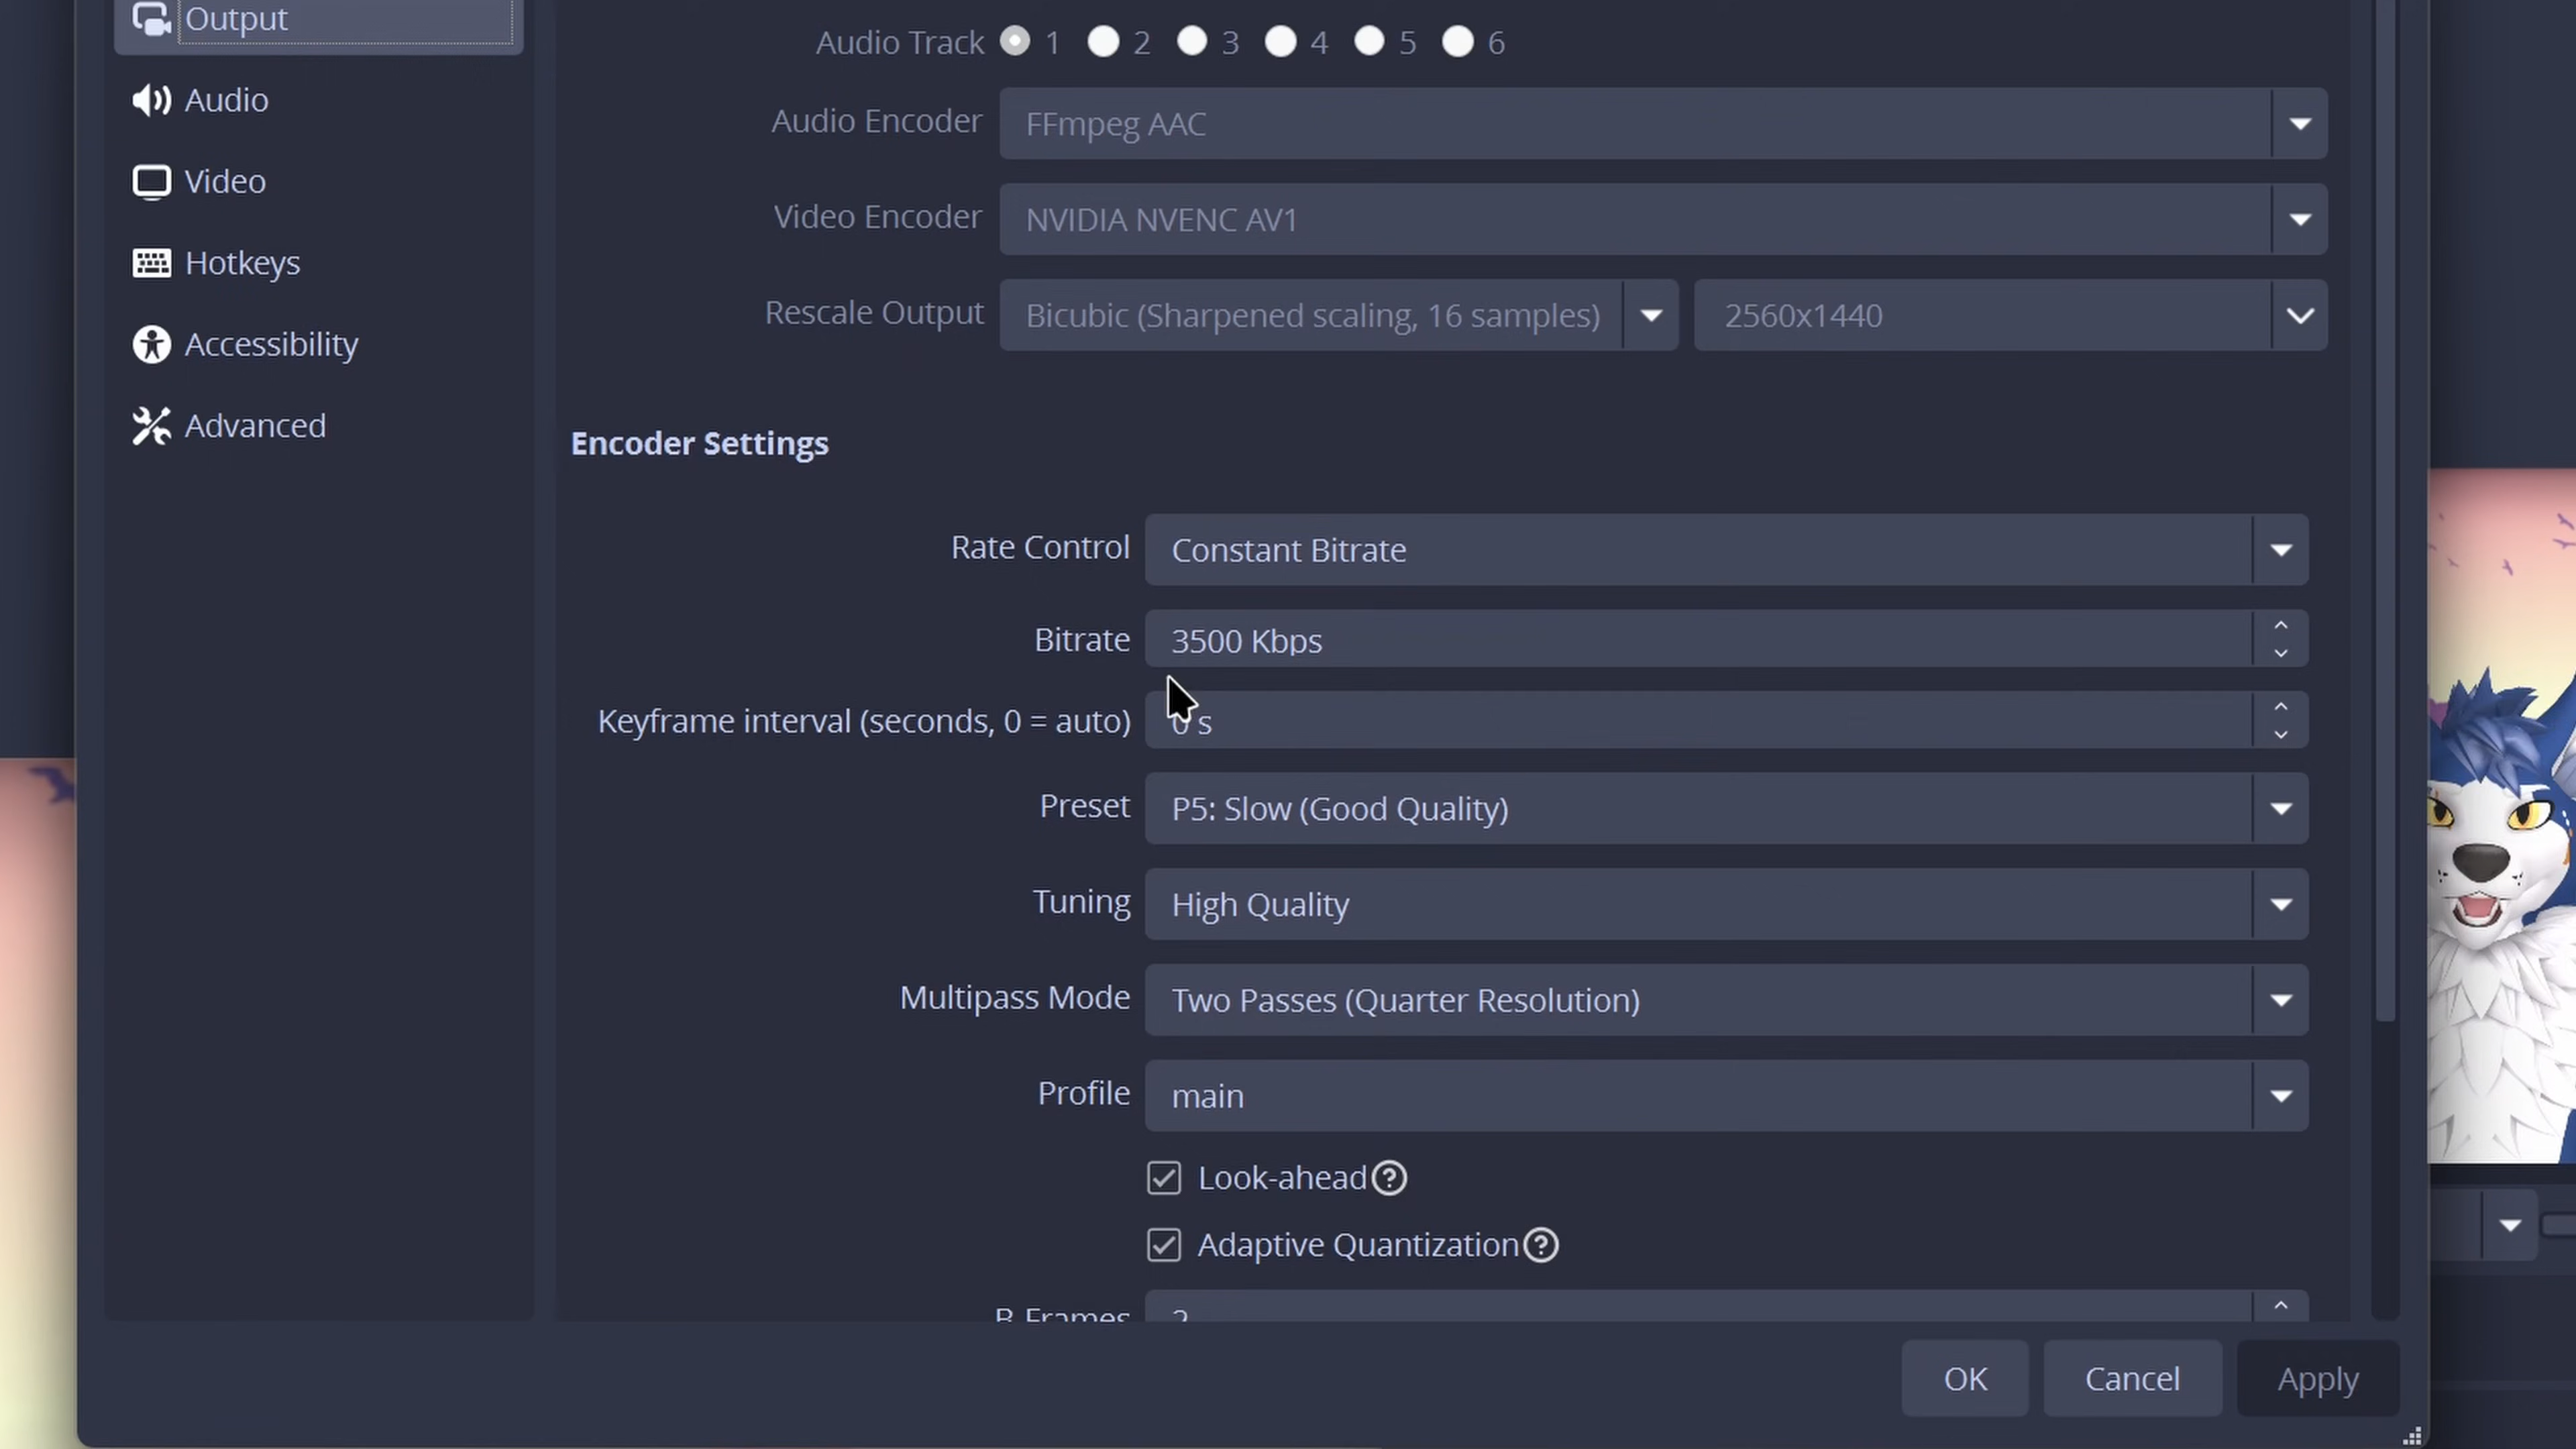 Output
Audio
Video
Hotkeys
Accessibility
Advanced
Audio Track 1 2 3 4 5 6
Audio Encoder FFmpeg AAC
Video Encoder NVIDIA NVENC AV1
Rescale Output Bicubic (Sharpened scaling, 16 samples) 2560x1440
Encoder Settings
Rate Control Constant Bitrate
Bitrate 3500 Kbps
Keyframe interval (seconds, 0 = auto) 0 s
Preset P5: Slow (Good Quality)
Tuning High Quality
Multipass Mode Two Passes (Quarter Resolution)
Profile main
Look-ahead ?
Adaptive Quantization ?
B Frames 2
OK Cancel Apply